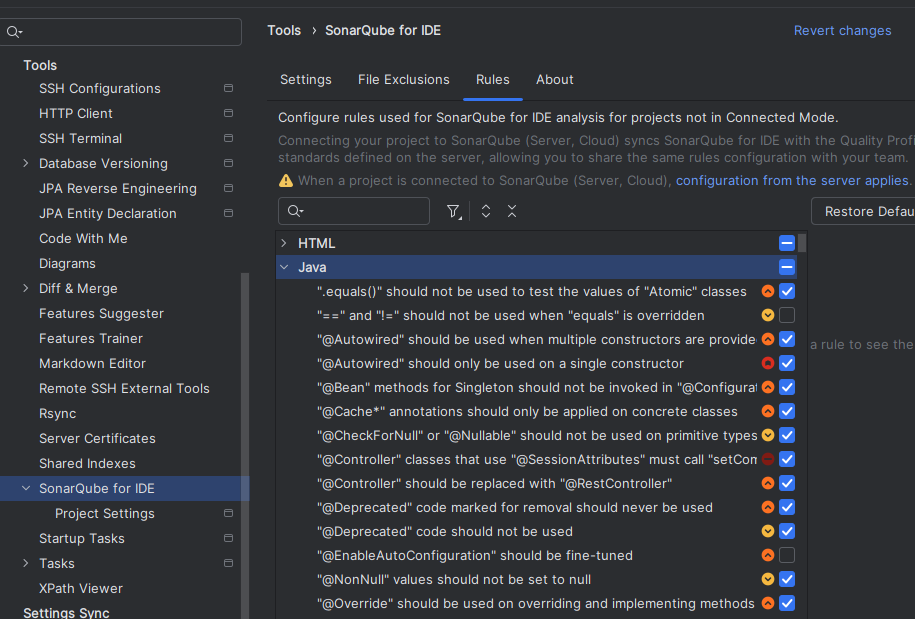 Tools › SonarQube for IDE
Revert changes
Tools
SSH Configurations
HTTP Client
SSH Terminal
Database Versioning
JPA Reverse Engineering
JPA Entity Declaration
Code With Me
Diagrams
Diff & Merge
Features Suggester
Features Trainer
Markdown Editor
Remote SSH External Tools
Rsync
Server Certificates
Shared Indexes
SonarQube for IDE
Project Settings
Startup Tasks
Tasks
XPath Viewer
Settings Sync
Settings File Exclusions Rules About
Configure rules used for SonarQube for IDE analysis for projects not in Connected Mode.
Connecting your project to SonarQube (Server, Cloud) syncs SonarQube for IDE with the Quality Profi
standards defined on the server, allowing you to share the same rules configuration with your team.
When a project is connected to SonarQube (Server, Cloud), configuration from the server applies.
Restore Defau
HTML
Java
".equals()" should not be used to test the values of "Atomic" classes
"==" and "!=" should not be used when "equals" is overridden
"@Autowired" should be used when multiple constructors are provide
"@Autowired" should only be used on a single constructor
"@Bean" methods for Singleton should not be invoked in "@Configurat
"@Cache*" annotations should only be applied on concrete classes
"@CheckForNull" or "@Nullable" should not be used on primitive types
"@Controller" classes that use "@SessionAttributes" must call "setCom
"@Controller" should be replaced with "@RestController"
"@Deprecated" code marked for removal should never be used
"@Deprecated" code should not be used
"@EnableAutoConfiguration" should be fine-tuned
"@NonNull" values should not be set to null
"@Override" should be used on overriding and implementing methods
a rule to see the